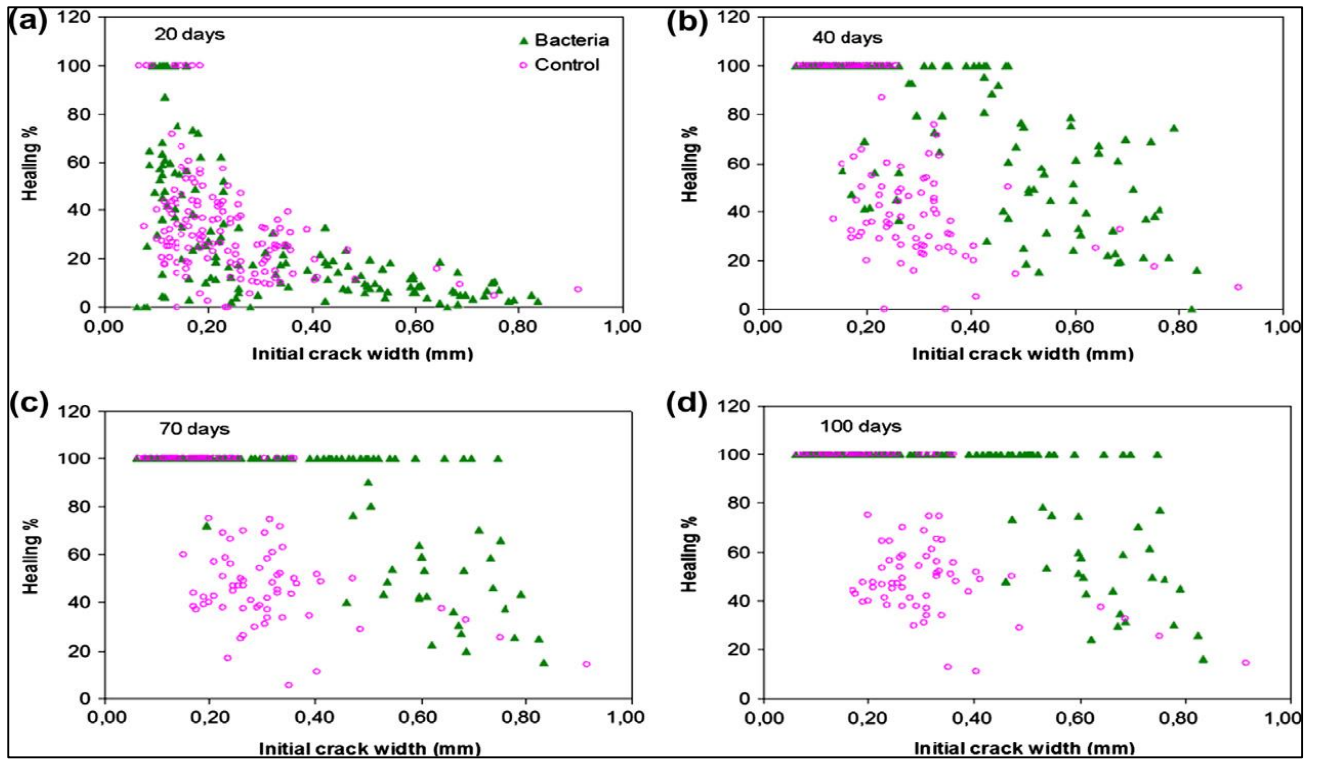 (a)
120
100
80
60
40
20
0
Healing %
20 days
Bacteria
Control
0,00 0,20 0,40 0,60 0,80 1,00
Initial crack width (mm)
(b)
120
100
80
60
40
20
0
Healing %
40 days
0,00 0,20 0,40 0,60 0,80 1,00
Initial crack width (mm)
(c)
120
100
80
60
40
20
0
Healing %
70 days
0,00 0,20 0,40 0,60 0,80 1,00
Initial crack width (mm)
(d)
120
100
80
60
40
20
0
Healing %
100 days
0,00 0,20 0,40 0,60 0,80 1,00
Initial crack width (mm)